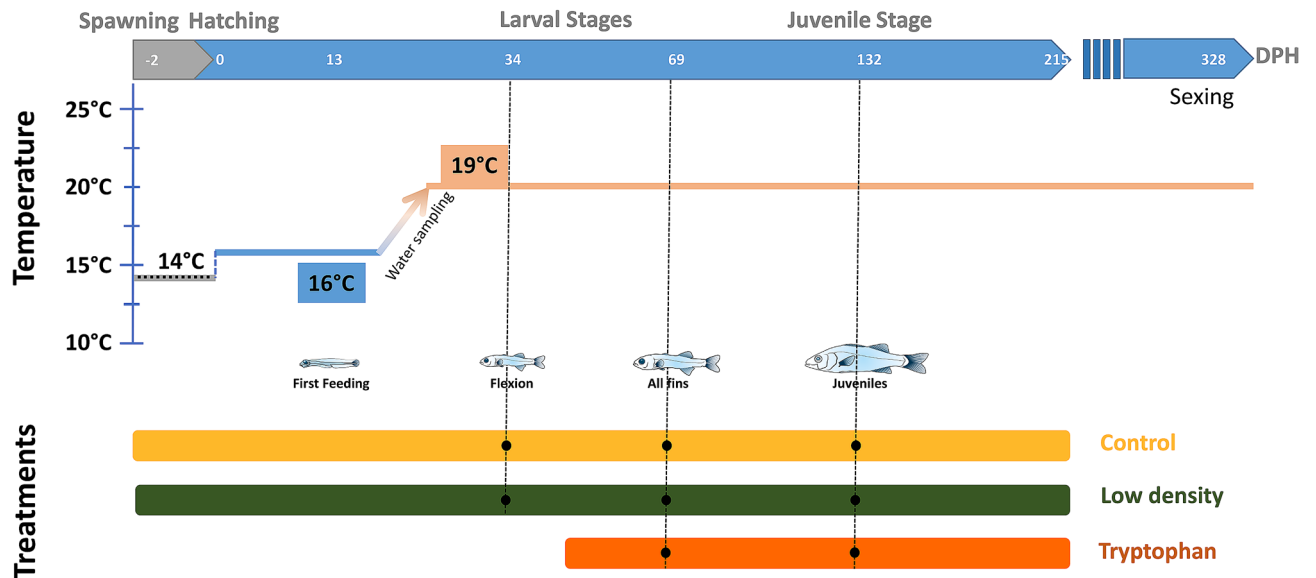 Spawning Hatching Larval Stages Juvenile Stage
-2 0 13 34 69 132 215 328 DPH
Sexing
Temperature
25°C
20°C
15°C
10°C
14°C
16°C
19°C
Water sampling
First Feeding Flexion All fins Juveniles
Treatments
Control
Low density
Tryptophan